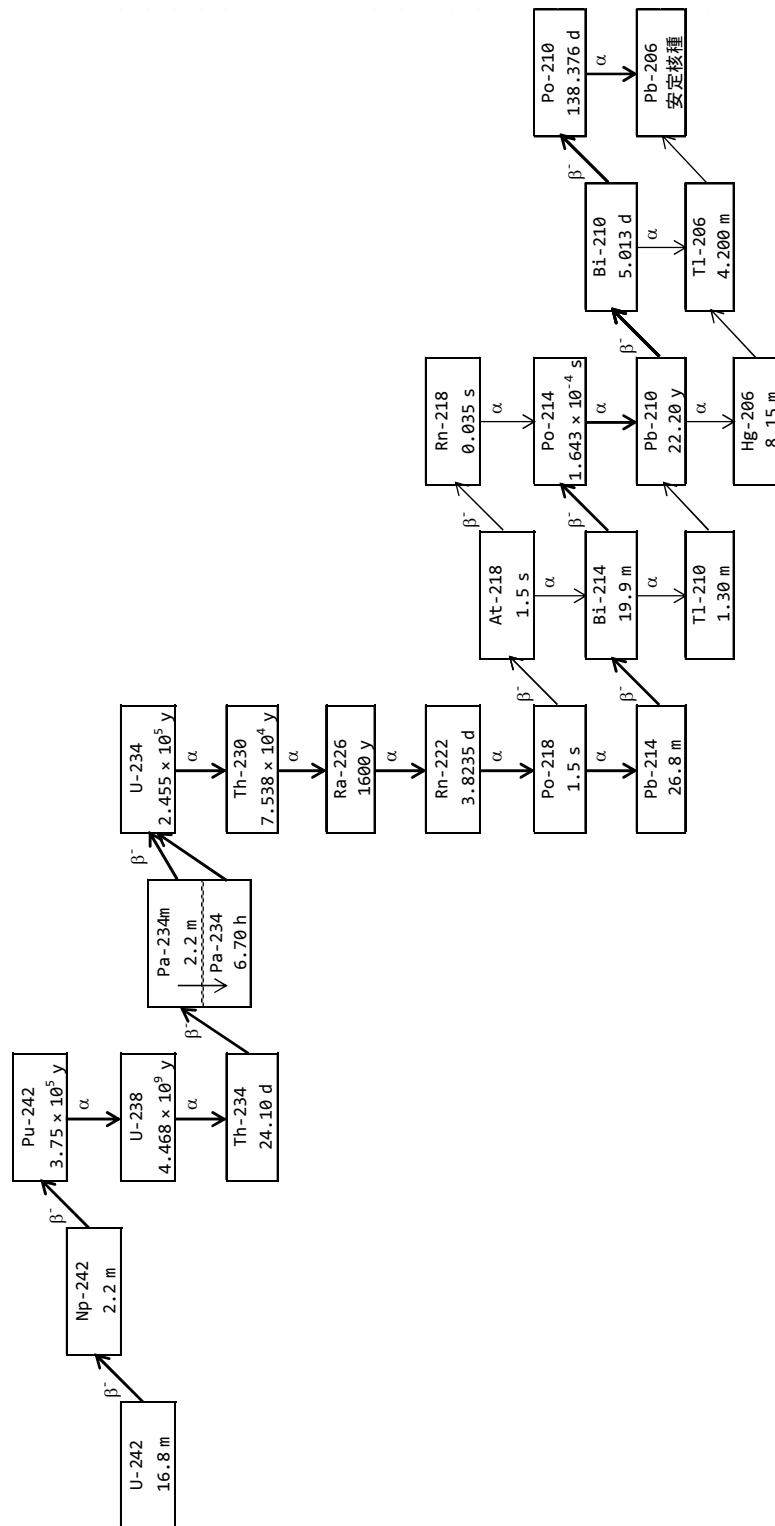 U-242
16.8 m
β⁻
Np-242
2.2 m
β⁻
Pu-242
3.75 × 10⁵ y
α
U-238
4.468 × 10⁹ y
α
Th-234
24.10 d
β⁻
Pa-234m
2.2 m
Pa-234
6.70 h
β⁻
U-234
2.455 × 10⁵ y
α
Th-230
7.538 × 10⁴ y
α
Ra-226
1600 y
α
Rn-222
3.8235 d
α
Po-218
1.5 s
α
Pb-214
26.8 m
β⁻
β⁻
At-218
1.5 s
α
Bi-214
19.9 m
α
Tl-210
1.30 m
β⁻
β⁻
Rn-218
0.035 s
α
Po-214
1.643 × 10⁻⁴ s
α
Pb-210
22.20 y
α
Hg-206
8.15 m
β⁻
Bi-210
5.013 d
α
Tl-206
4.200 m
β⁻
Po-210
138.376 d
α
Pb-206
安定核種